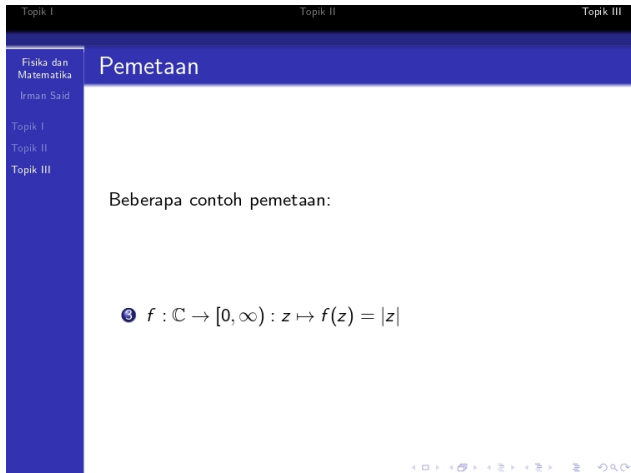 Topik I Topik II Topik III
Fisika dan
Matematika
Irman Said
Topik I
Topik II
Topik III
Pemetaan
Beberapa contoh pemetaan:
3 f : ℂ → [0, ∞) : z ↦ f(z) = |z|